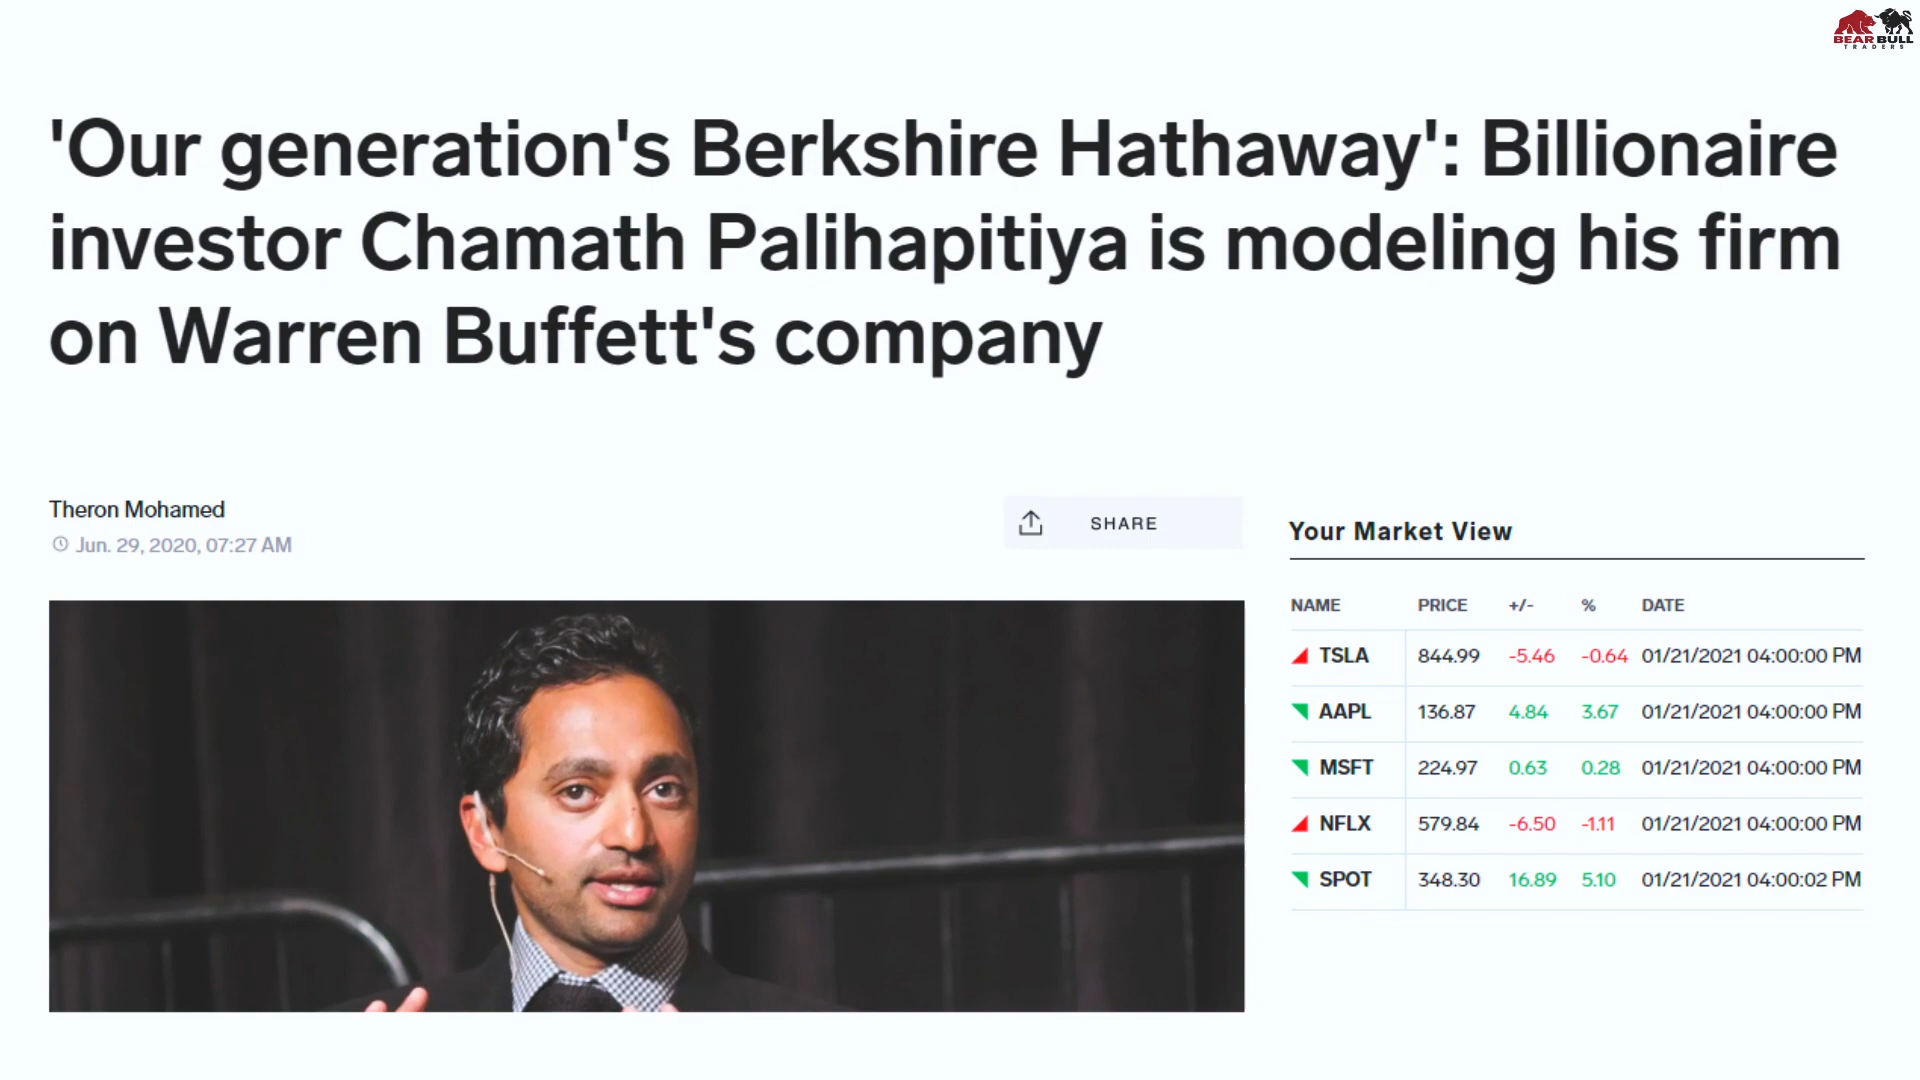 BEAR BULL
TRADERS
'Our generation's Berkshire Hathaway': Billionaire
investor Chamath Palihapitiya is modeling his firm
on Warren Buffett's company
Theron Mohamed
Jun. 29, 2020, 07:27 AM
SHARE
Your Market View
NAME PRICE +/- % DATE
TSLA 844.99 -5.46 -0.64 01/21/2021 04:00:00 PM
AAPL 136.87 4.84 3.67 01/21/2021 04:00:00 PM
MSFT 224.97 0.63 0.28 01/21/2021 04:00:00 PM
NFLX 579.84 -6.50 -1.11 01/21/2021 04:00:00 PM
SPOT 348.30 16.89 5.10 01/21/2021 04:00:02 PM